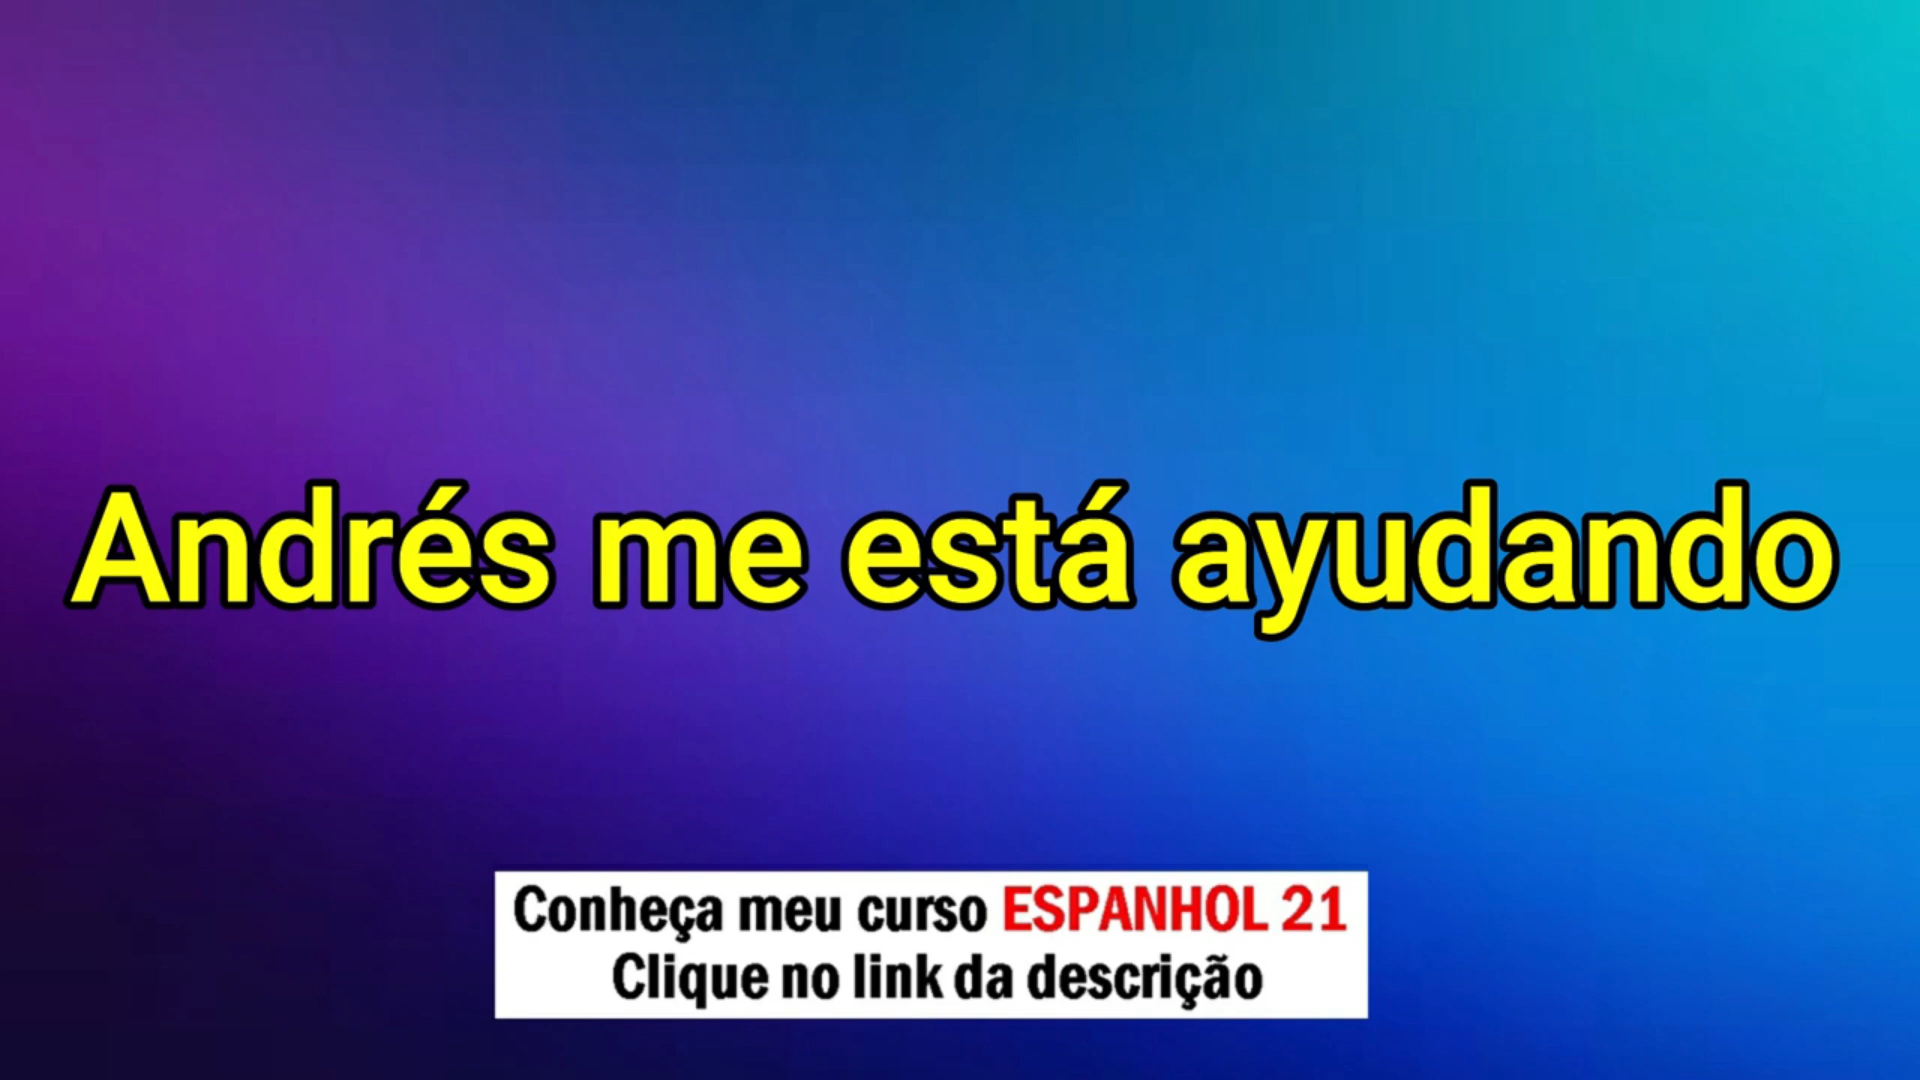 Andrés me está ayudando
Conheça meu curso ESPANHOL 21
Clique no link da descrição